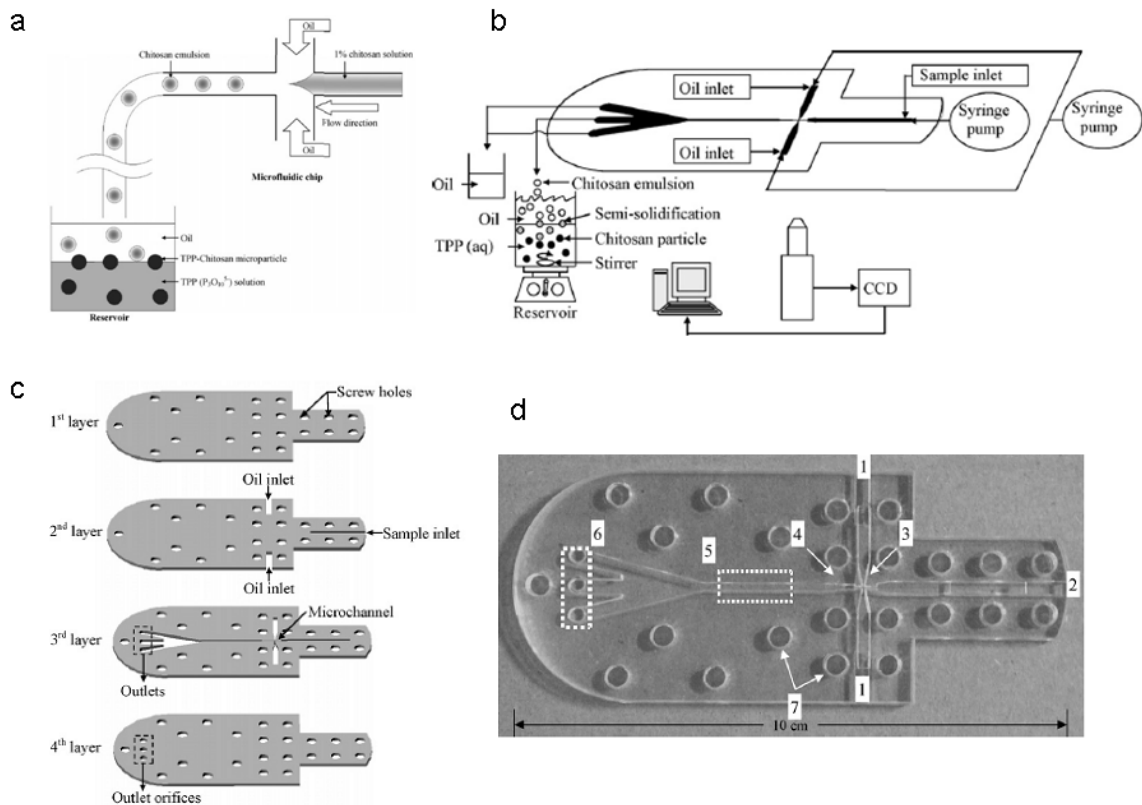 a
Oil
Chitosan emulsion
1% chitosan solution
Flow direction
Oil
Microfluidic chip
Oil
TPP-Chitosan microparticle
TPP (P₃O₁₀⁵⁻) solution
Reservoir
b
Oil inlet
Sample inlet
Syringe
pump
Syringe
pump
Oil inlet
Oil
Chitosan emulsion
Oil
Semi-solidification
TPP (aq)
Chitosan particle
Stirrer
Reservoir
CCD
c
Screw holes
1st layer
Oil inlet
2nd layer
Sample inlet
Oil inlet
Microchannel
3rd layer
Outlets
4th layer
Outlet orifices
d
1
6
5
4
3
2
1
7
10 cm